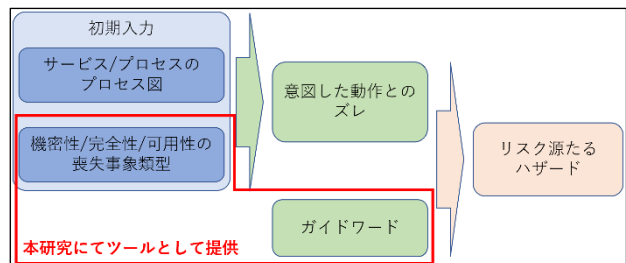 初期入力
サービス/プロセスの
プロセス図
機密性/完全性/可用性の
喪失事象類型
意図した動作との
ズレ
ガイドワード
リスク源たる
ハザード
本研究にてツールとして提供